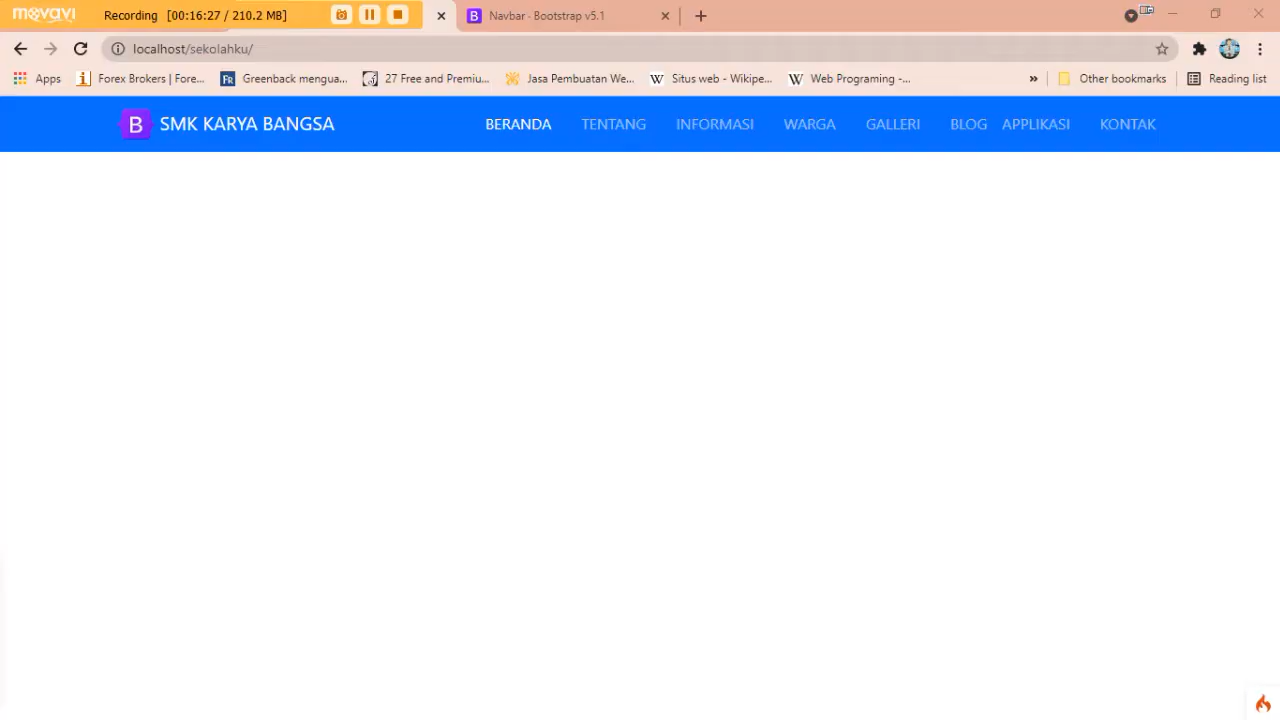 movavi Recording [00:16:27 / 210.2 MB] Navbar · Bootstrap v5.1
localhost/sekolahku/
Apps Forex Brokers | Fore... Greenback mengua... 27 Free and Premiu... Jasa Pembuatan We... Situs web - Wikipe... Web Programing -... » Other bookmarks Reading list
B SMK KARYA BANGSA BERANDA TENTANG INFORMASI WARGA GALLERI BLOG APPLIKASI KONTAK